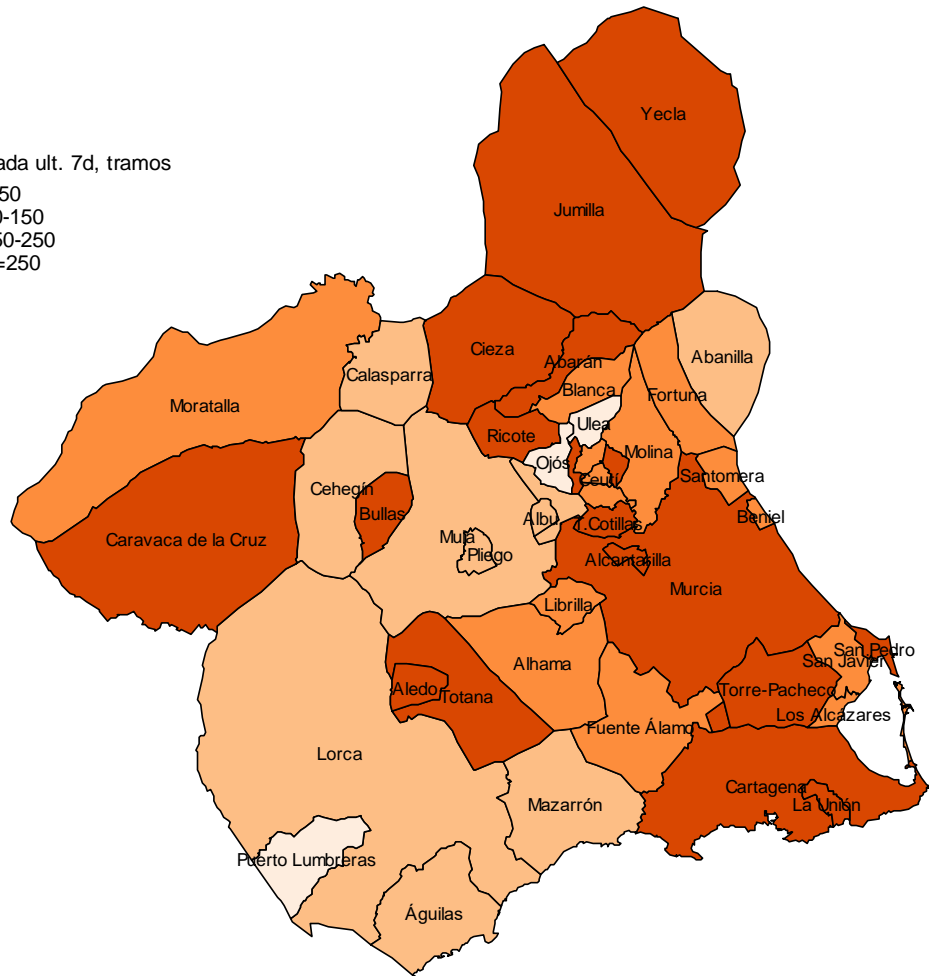 Yecla
ada ult. 7d, tramos
50
0-150
50-250
=250
Jumilla
Cieza
Abarán
Abanilla
Calasparra
Blanca
Fortuna
Moratalla
Ulea
Ricote
Molina
Ojós
Santomera
Ceutí
Cehegín
Bullas
Albu
T.Cotillas
Beniel
Caravaca de la Cruz
Mula
Pliego
Alcantarilla
Murcia
Librilla
San Pedro
Alhama
San Javier
Aledo
Totana
Torre-Pacheco
Los Alcázares
Fuente Álamo
Lorca
Cartagena
Mazarrón
La Unión
Puerto Lumbreras
Águilas